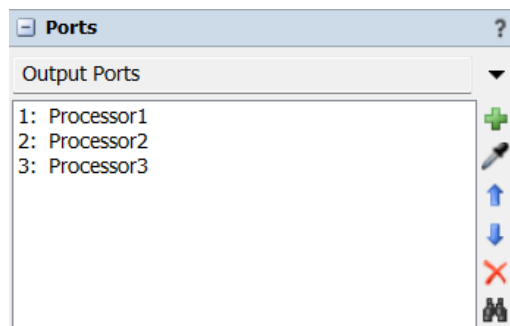 Ports ?
Output Ports
1: Processor1
2: Processor2
3: Processor3